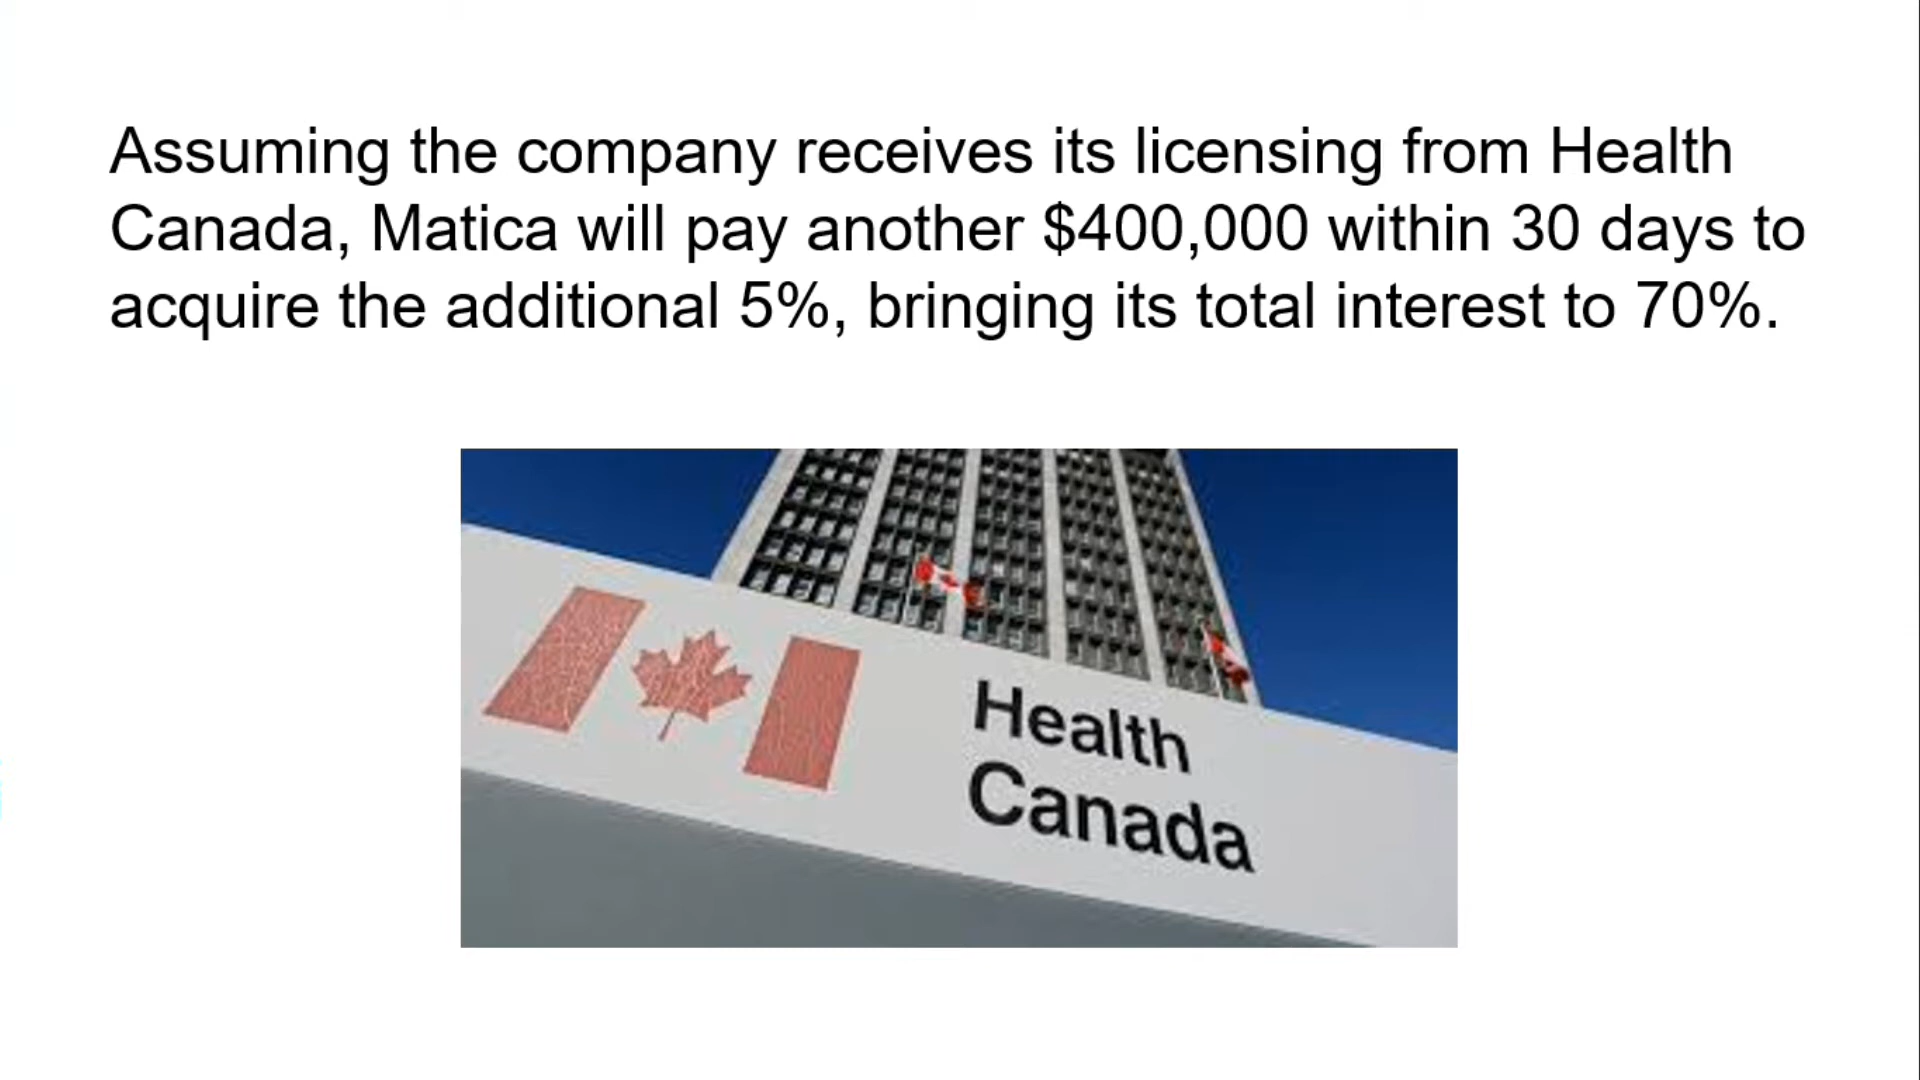 Assuming the company receives its licensing from Health
Canada, Matica will pay another $400,000 within 30 days to
acquire the additional 5%, bringing its total interest to 70%.
Health
Canada